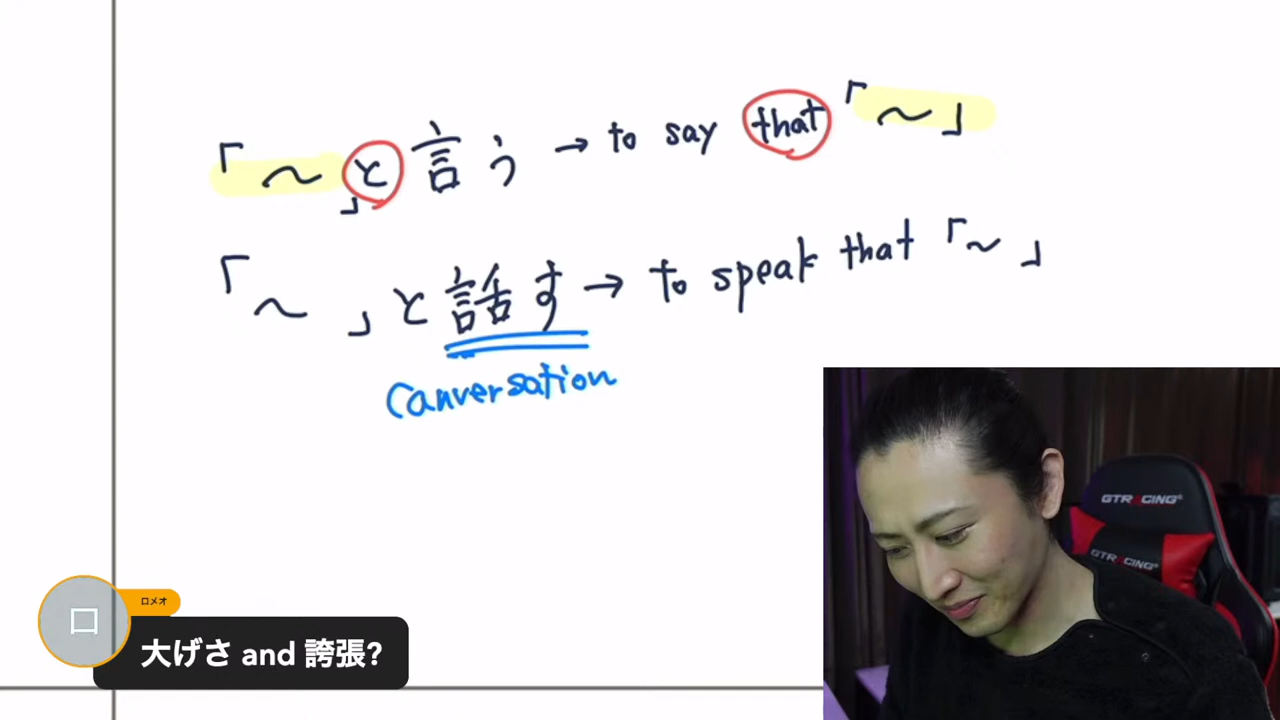 「～」と言う → to say that「～」
「～」と話す → to speak that「～」
Canversation
GTRACING
GTRACING
ロメオ
ロ
大げさ and 誇張?